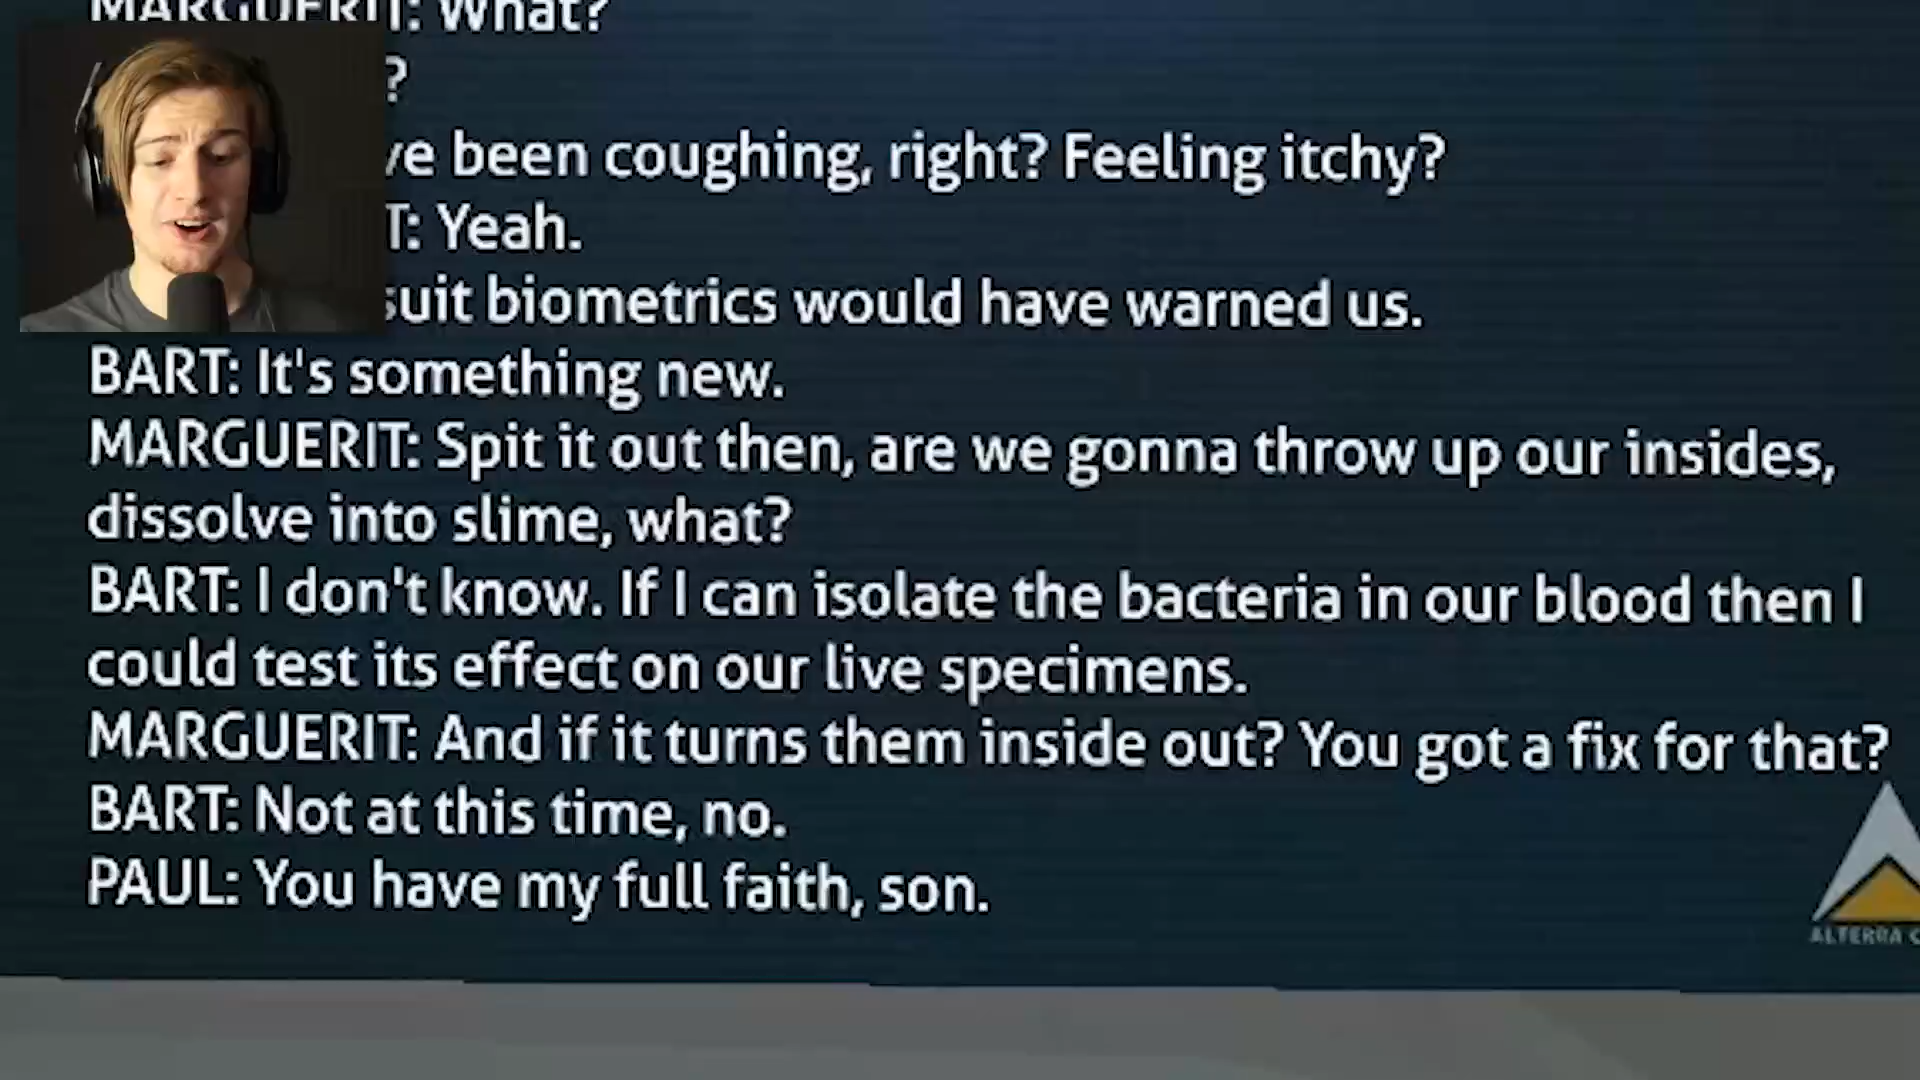 MARGUERIT: What?
?
ve been coughing, right? Feeling itchy?
T: Yeah.
suit biometrics would have warned us.
BART: It's something new.
MARGUERIT: Spit it out then, are we gonna throw up our insides,
dissolve into slime, what?
BART: I don't know. If I can isolate the bacteria in our blood then I
could test its effect on our live specimens.
MARGUERIT: And if it turns them inside out? You got a fix for that?
BART: Not at this time, no.
PAUL: You have my full faith, son.
ALTERRA C